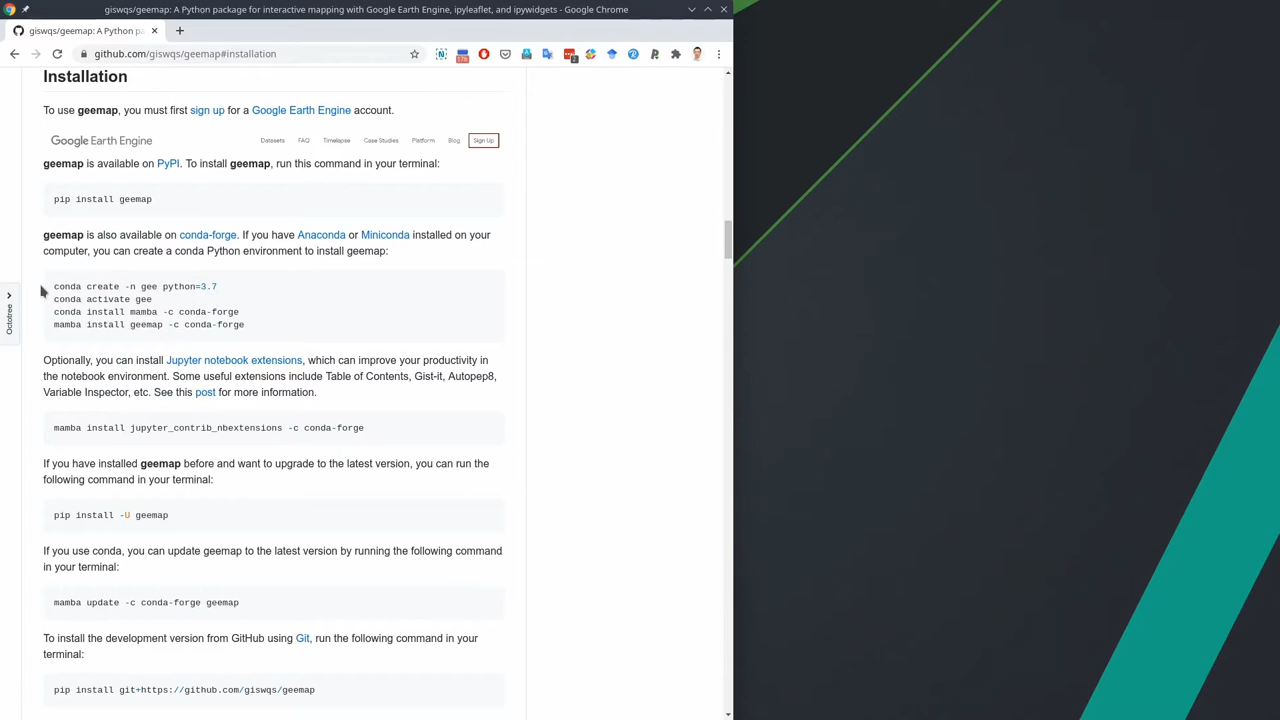 giswqs/geemap: A Python package for interactive mapping with Google Earth Engine, ipyleaflet, and ipywidgets - Google Chrome
giswqs/geemap: A Python pa
github.com/giswqs/geemap#installation
Installation
To use geemap, you must first sign up for a Google Earth Engine account.
Google Earth Engine Datasets FAQ Timelapse Case Studies Platform Blog Sign Up
geemap is available on PyPI. To install geemap, run this command in your terminal:
pip install geemap
geemap is also available on conda-forge. If you have Anaconda or Miniconda installed on your
computer, you can create a conda Python environment to install geemap:
conda create -n gee python=3.7
conda activate gee
conda install mamba -c conda-forge
mamba install geemap -c conda-forge
Octotree
Optionally, you can install Jupyter notebook extensions, which can improve your productivity in
the notebook environment. Some useful extensions include Table of Contents, Gist-it, Autopep8,
Variable Inspector, etc. See this post for more information.
mamba install jupyter_contrib_nbextensions -c conda-forge
If you have installed geemap before and want to upgrade to the latest version, you can run the
following command in your terminal:
pip install -U geemap
If you use conda, you can update geemap to the latest version by running the following command
in your terminal:
mamba update -c conda-forge geemap
To install the development version from GitHub using Git, run the following command in your
terminal:
pip install git+https://github.com/giswqs/geemap